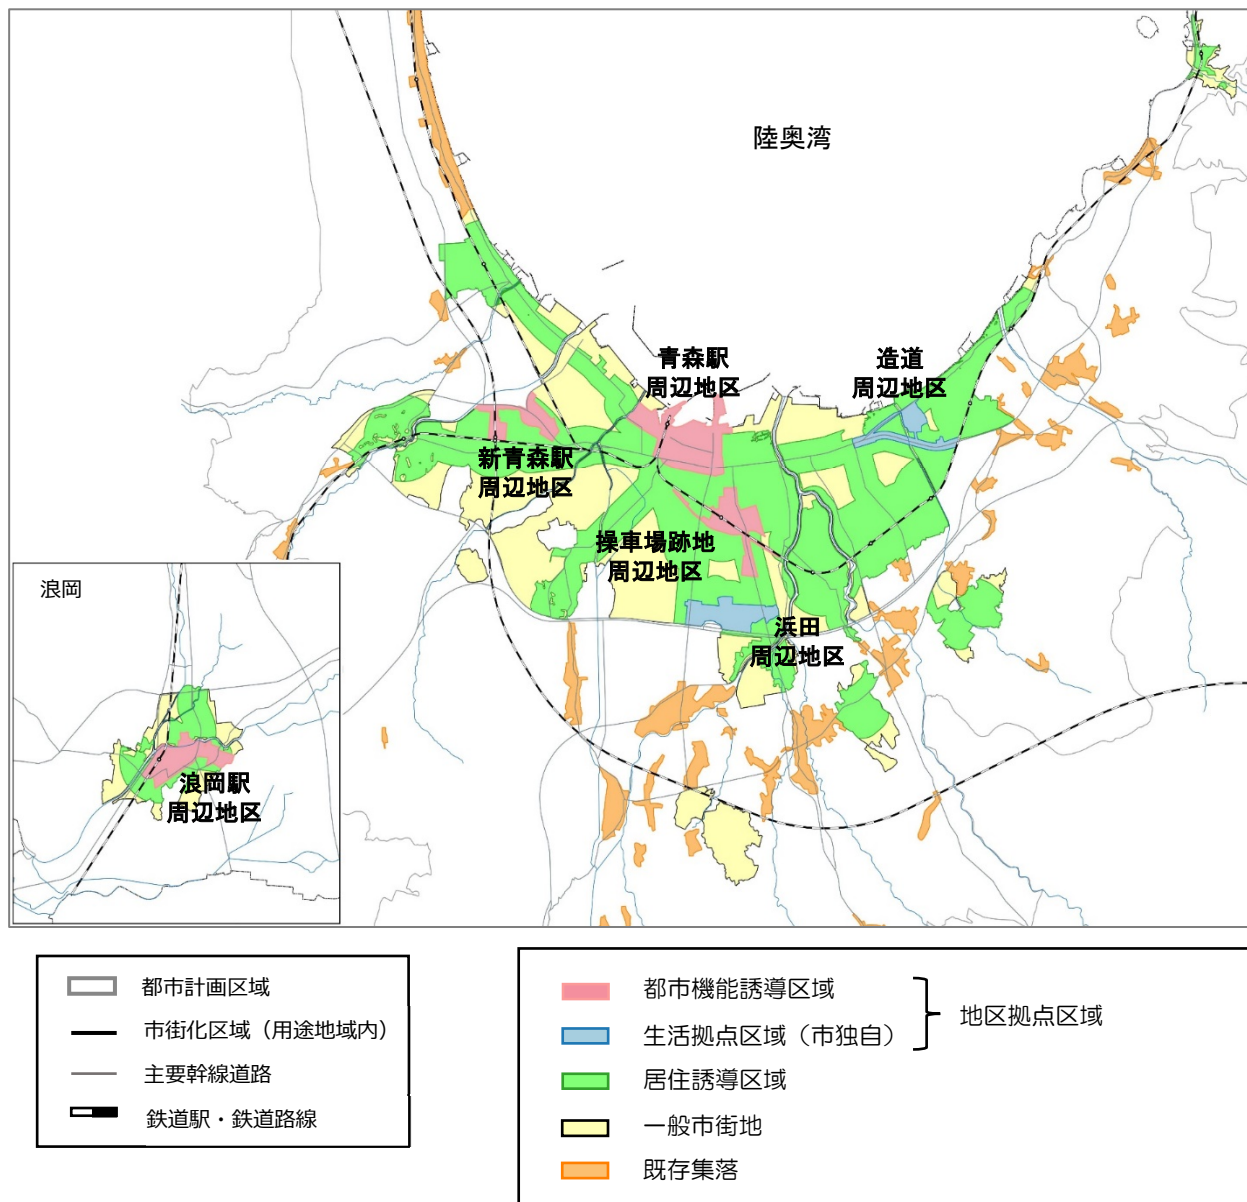 陸奥湾
青森駅
周辺地区
造道
周辺地区
新青森駅
周辺地区
操車場跡地
周辺地区
浜田
周辺地区
浪岡
浪岡駅
周辺地区
都市計画区域
市街化区域（用途地域内）
主要幹線道路
鉄道駅・鉄道路線
都市機能誘導区域
生活拠点区域（市独自）
地区拠点区域
居住誘導区域
一般市街地
既存集落